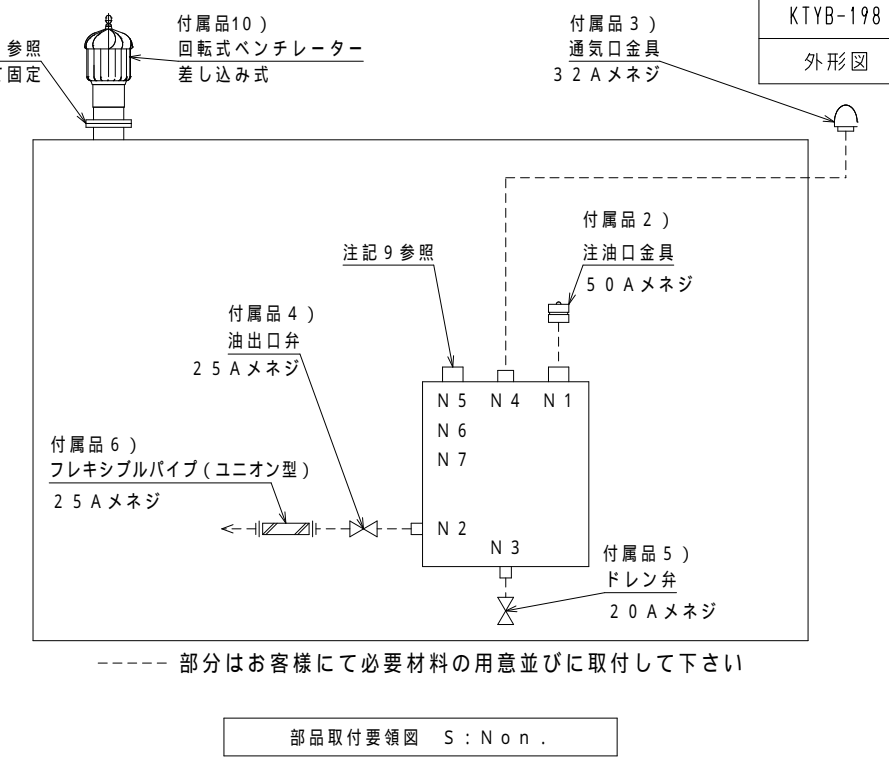 KTYB-198
外形図
付属品10)
回転式ベンチレーター
差し込み式
参照
固定
付属品3)
通気口金具
32Aメネジ
付属品2)
注油口金具
50Aメネジ
注記9参照
付属品4)
油出口弁
25Aメネジ
N5 N4 N1
N6
N7
付属品6)
フレキシブルパイプ(ユニオン型)
25Aメネジ
N2
N3
付属品5)
ドレン弁
20Aメネジ
----- 部分はお客様にて必要材料の用意並びに取付して下さい
部品取付要領図 S:Non.